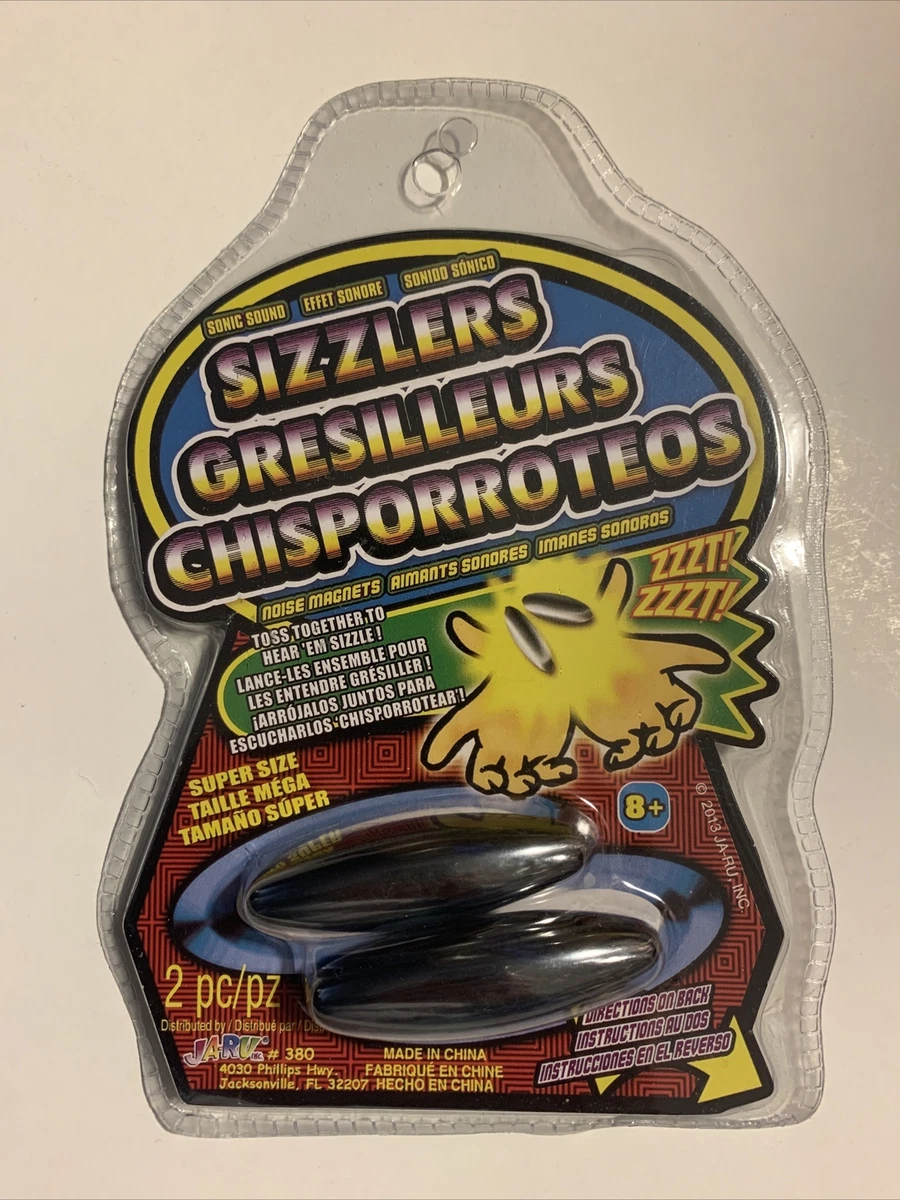 SONIC SOUND EFFET SONORE SONIDO SÓNICO
SIZZLERS
GRESILLEURS
CHISPORROTEOS
NOISE MAGNETS AIMANTS SONORES IMANES SONOROS
ZZZT!
ZZZZT!
TOSS TOGETHER TO
HEAR 'EM SIZZLE !
LANCE-LES ENSEMBLE POUR
LES ENTENDRE GRÉSILLER !
¡ARRÓJALOS JUNTOS PARA
ESCUCHARLOS CHISPORROTEAR !
SUPER SIZE
TAILLE MÉGA
TAMAÑO SÚPER
8+
© 2013 JA-RU, INC.
2 pc/pz
Distributed by / Distribué par /
JA-RU INC # 380
4030 Phillips Hwy.
Jacksonville, FL 32207
MADE IN CHINA
FABRIQUÉ EN CHINE
HECHO EN CHINA
DIRECTIONS ON BACK
INSTRUCTIONS AU DOS
INSTRUCCIONES EN EL REVERSO